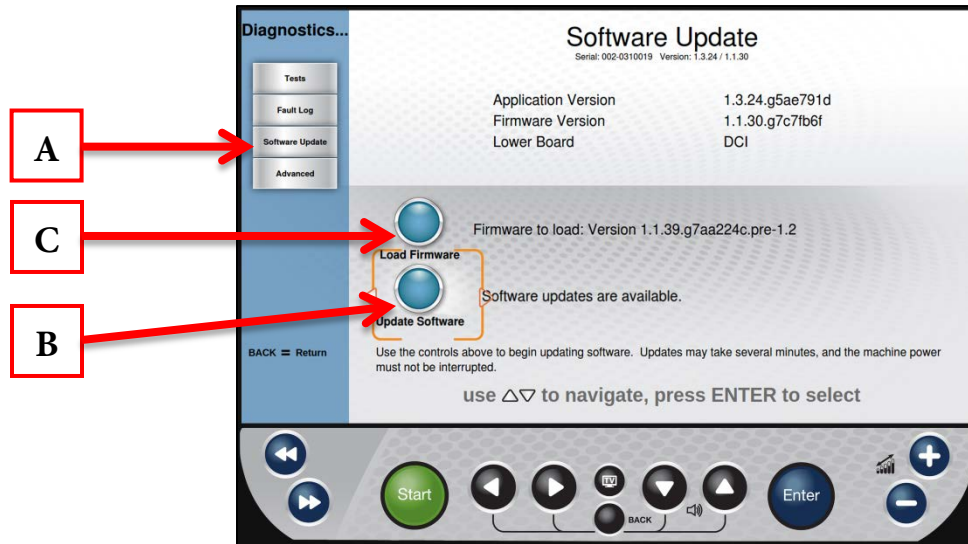 Diagnostics...
Tests
Fault Log
Software Update
Advanced
BACK = Return
A
C
B
Software Update
Serial: 002-0310019 Version: 1.3.24 / 1.1.30
Application Version 1.3.24.g5ae791d
Firmware Version 1.1.30.g7c7fb6f
Lower Board DCI
Firmware to load: Version 1.1.39.g7aa224c.pre-1.2
Load Firmware
Software updates are available.
Update Software
Use the controls above to begin updating software. Updates may take several minutes, and the machine power
must not be interrupted.
use △▽ to navigate, press ENTER to select
Start
TV
BACK
Enter